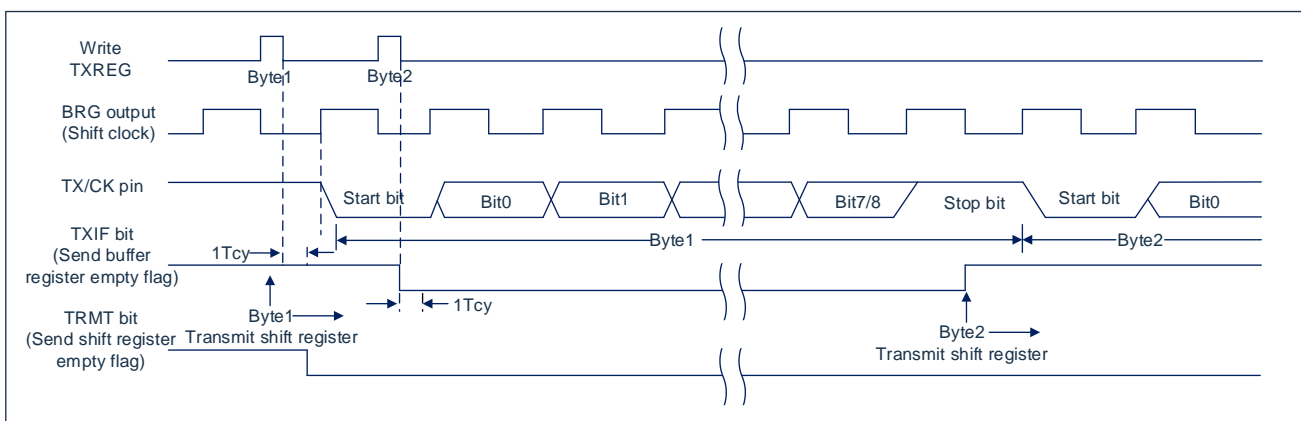 Write
TXREG
Byte1
Byte2
BRG output
(Shift clock)
TX/CK pin
Start bit
Bit0
Bit1
Bit7/8
Stop bit
Start bit
Bit0
TXIF bit
(Send buffer
register empty flag)
1Tcy
Byte1
Byte2
1Tcy
TRMT bit
(Send shift register
empty flag)
Byte1
Transmit shift register
Byte2
Transmit shift register